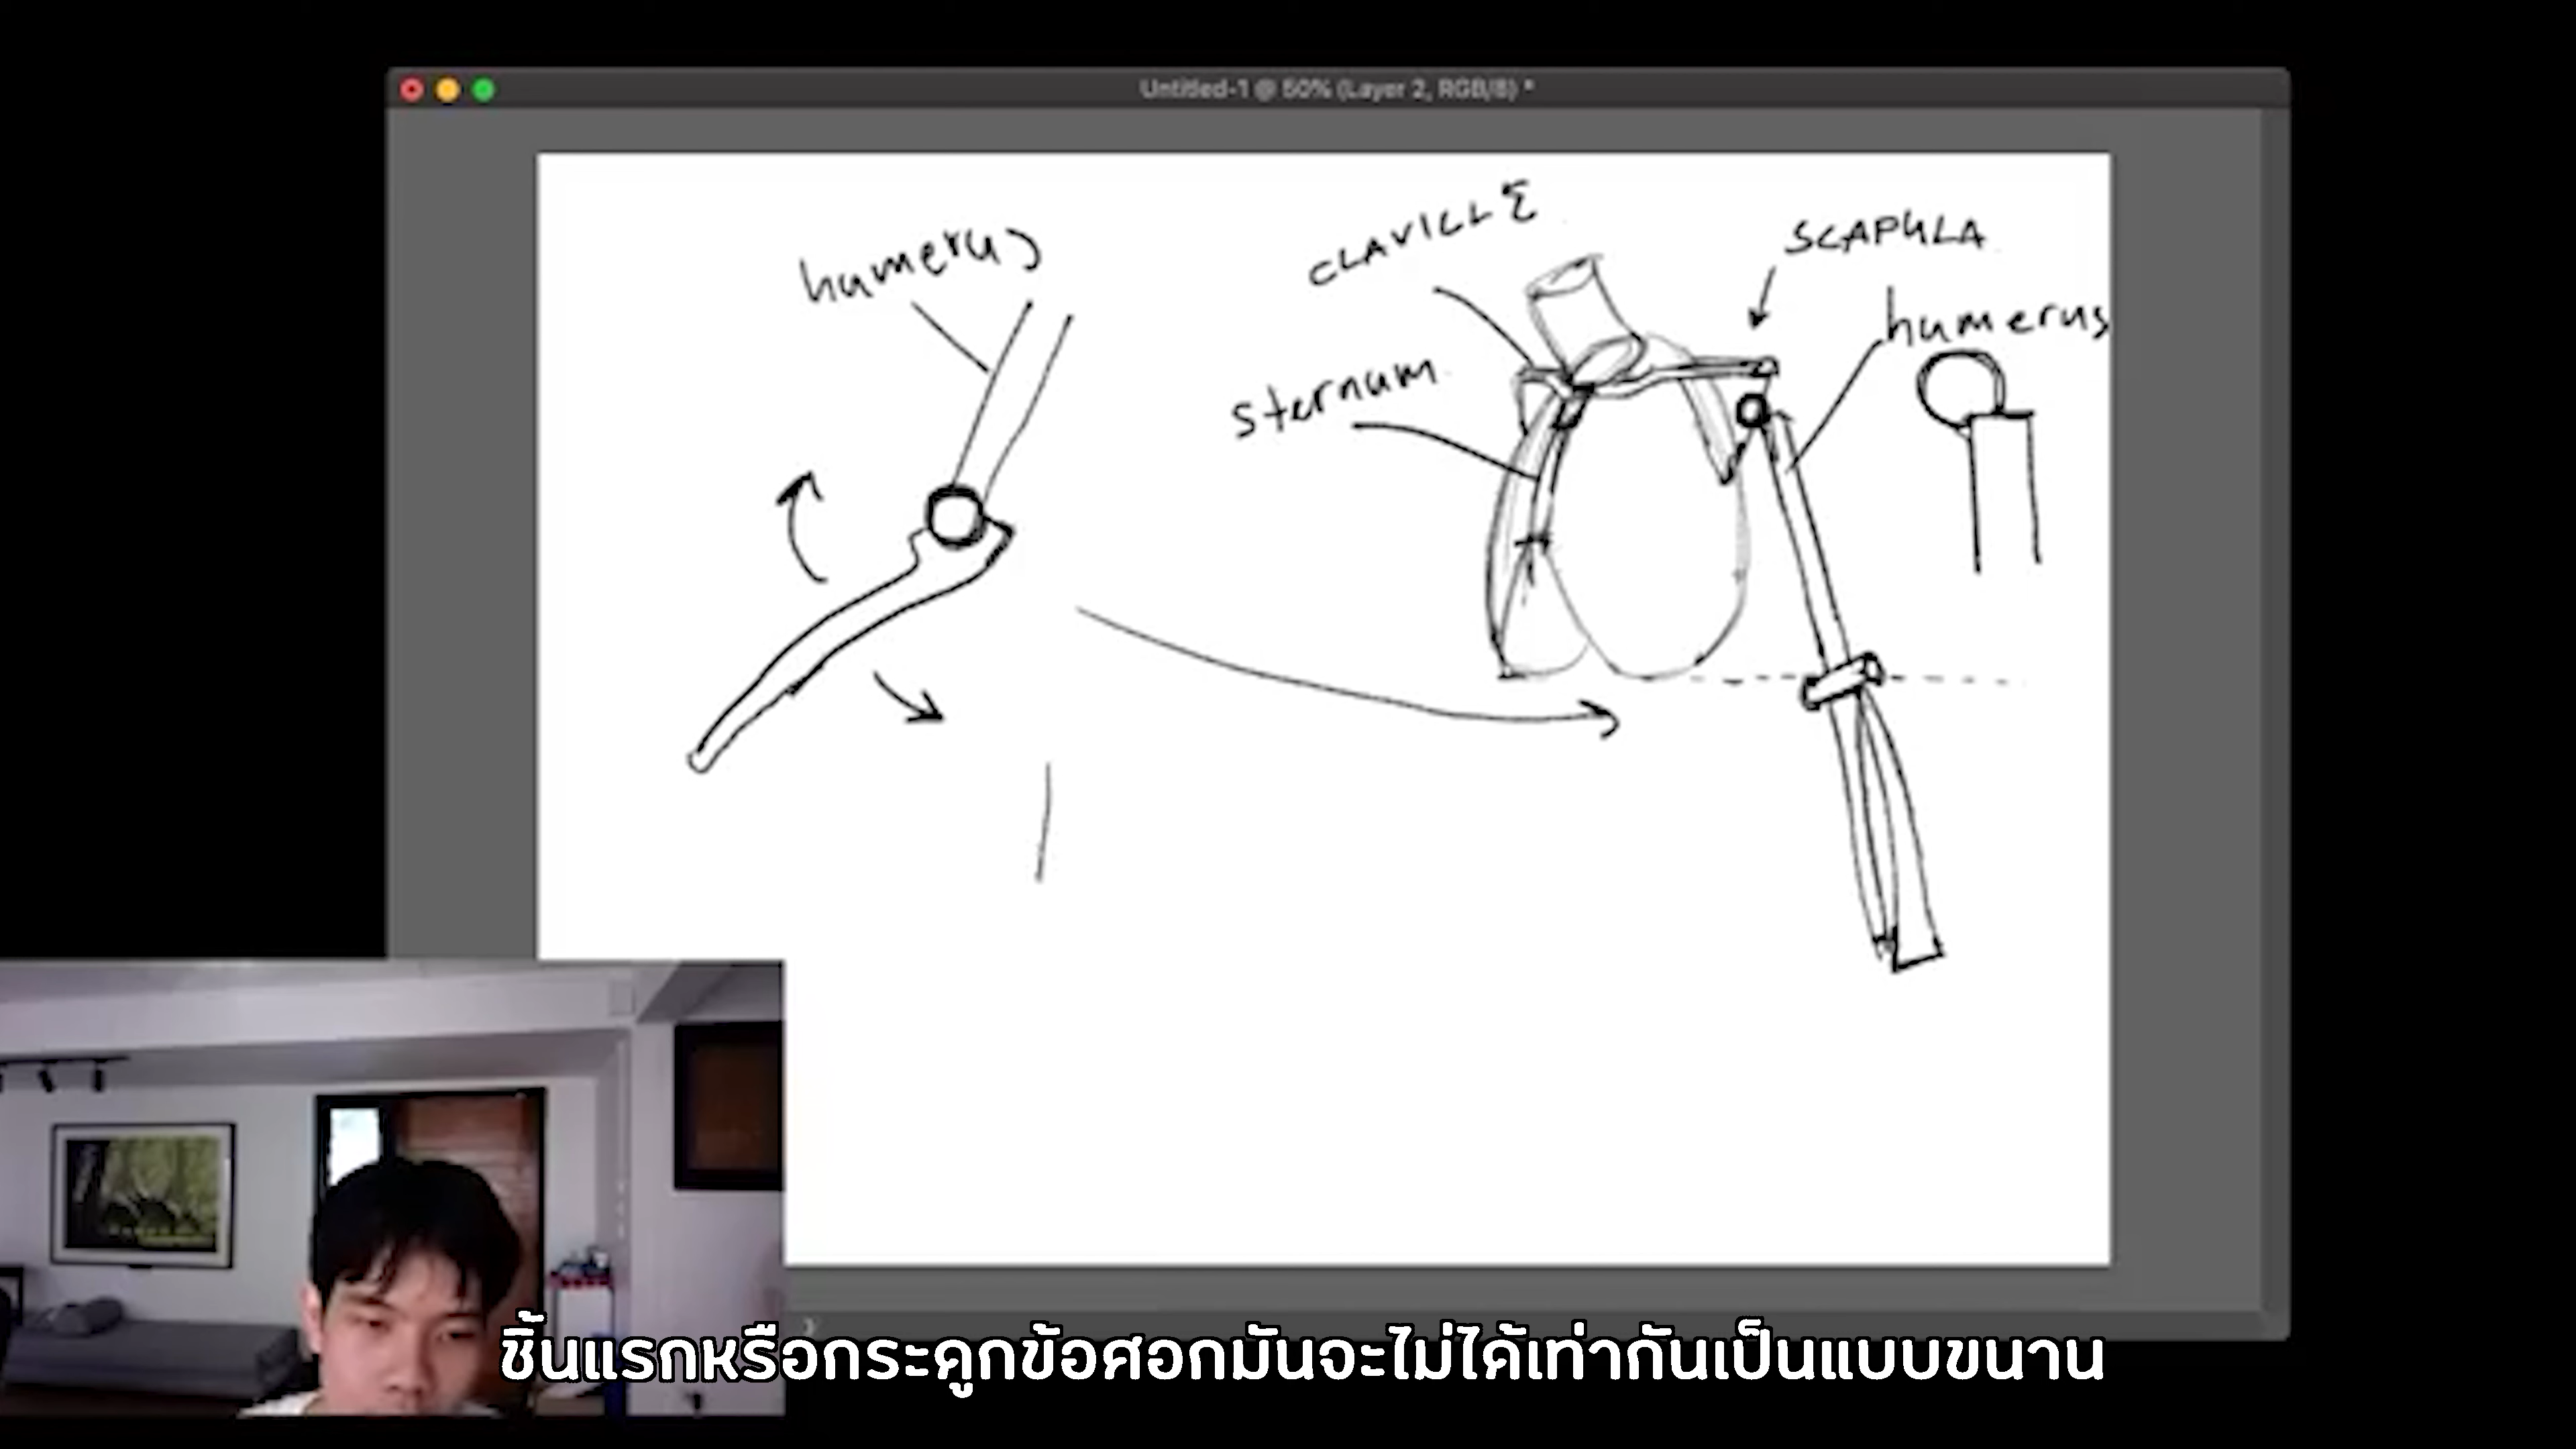 Untitled-1 @ 50% (Layer 2, RGB/8) *
humerus
CLAVICLE
SCAPULA
humerus
sternum
ชิ้นแรกหรือกระดูกข้อศอกมันจะไม่ได้เท่ากันเป็นแบบขนาน